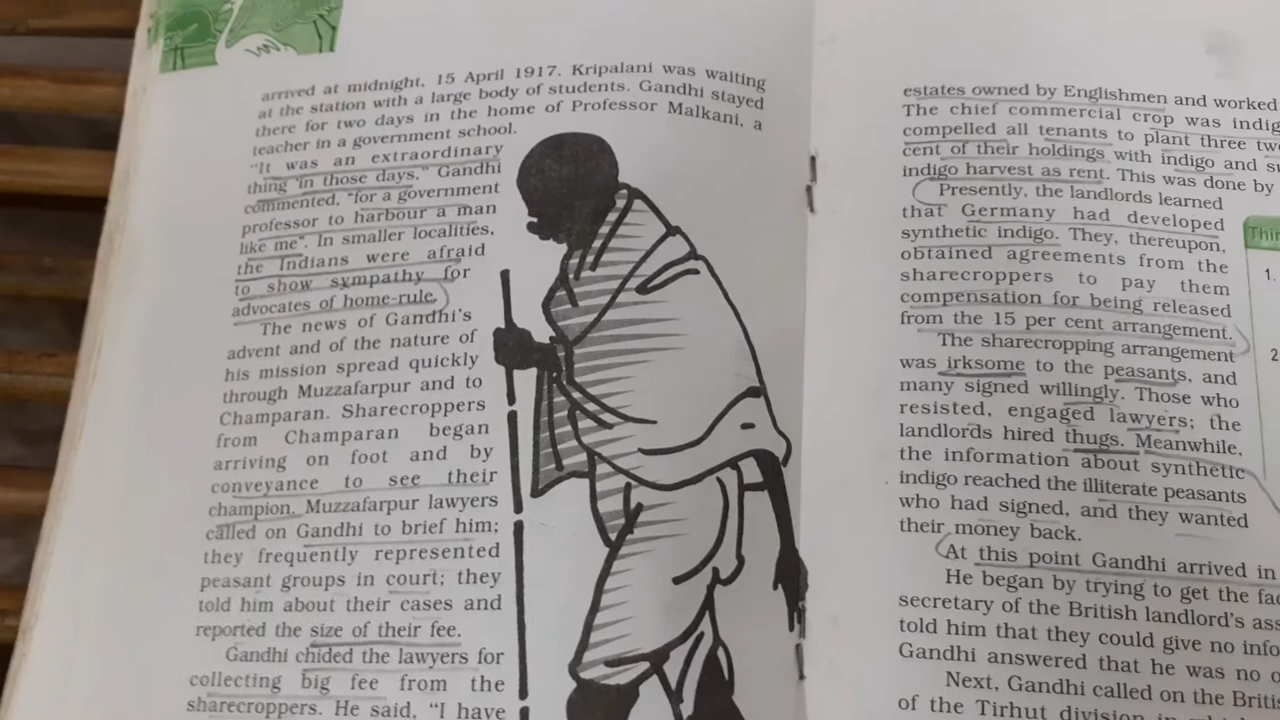 arrived at midnight, 15 April 1917. Kripalani was waiting
at the station with a large body of students. Gandhi stayed
there for two days in the home of Professor Malkani, a
teacher in a government school.
"It was an extraordinary
thing 'in those days," Gandhi
commented, "for a government
professor to harbour a man
like me". In smaller localities,
the Indians were afraid
to show sympathy for
advocates of home-rule.
The news of Gandhi's
advent and of the nature of
his mission spread quickly
through Muzzafarpur and to
Champaran. Sharecroppers
from Champaran began
arriving on foot and by
conveyance to see their
champion. Muzzafarpur lawyers
called on Gandhi to brief him;
they frequently represented
peasant groups in court; they
told him about their cases and
reported the size of their fee.
Gandhi chided the lawyers for
collecting big fee from the
sharecroppers. He said, "I have
estates owned by Englishmen and worked
The chief commercial crop was
compelled all tenants to plant three
cent of their holdings with indigo and
indigo harvest as rent. This was done by
Presently, the landlords learned
that Germany had developed
synthetic indigo. They, thereupon,
obtained agreements from the
sharecroppers to pay them
compensation for being released
from the 15 per cent arrangement.
The sharecropping arrangement
was irksome to the peasants, and
many signed willingly. Those who
resisted, engaged lawyers; the
landlords hired thugs. Meanwhile,
the information about synthetic
indigo reached the illiterate peasants
who had signed, and they wanted
their money back.
At this point Gandhi arrived in
He began by trying to get the
secretary of the British landlord's
told him that they could give no
Gandhi answered that he was no
Next, Gandhi called on the
of the Tirhut division
1.
2